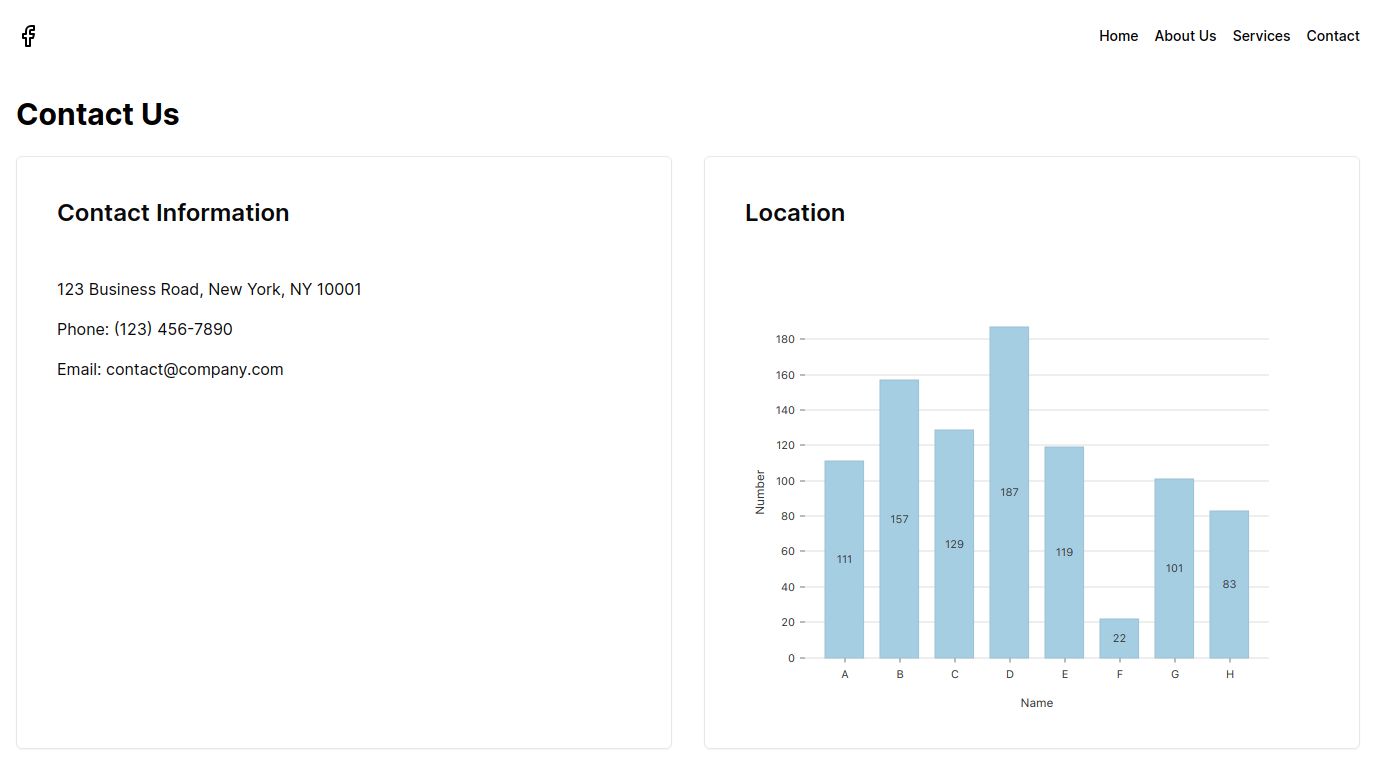 Home About Us Services Contact
Contact Us
Contact Information
123 Business Road, New York, NY 10001
Phone: (123) 456-7890
Email: contact@company.com
Location
180
160
140
120
100
80
60
40
20
0
Number
111
157
129
187
119
22
101
83
A B C D E F G H
Name